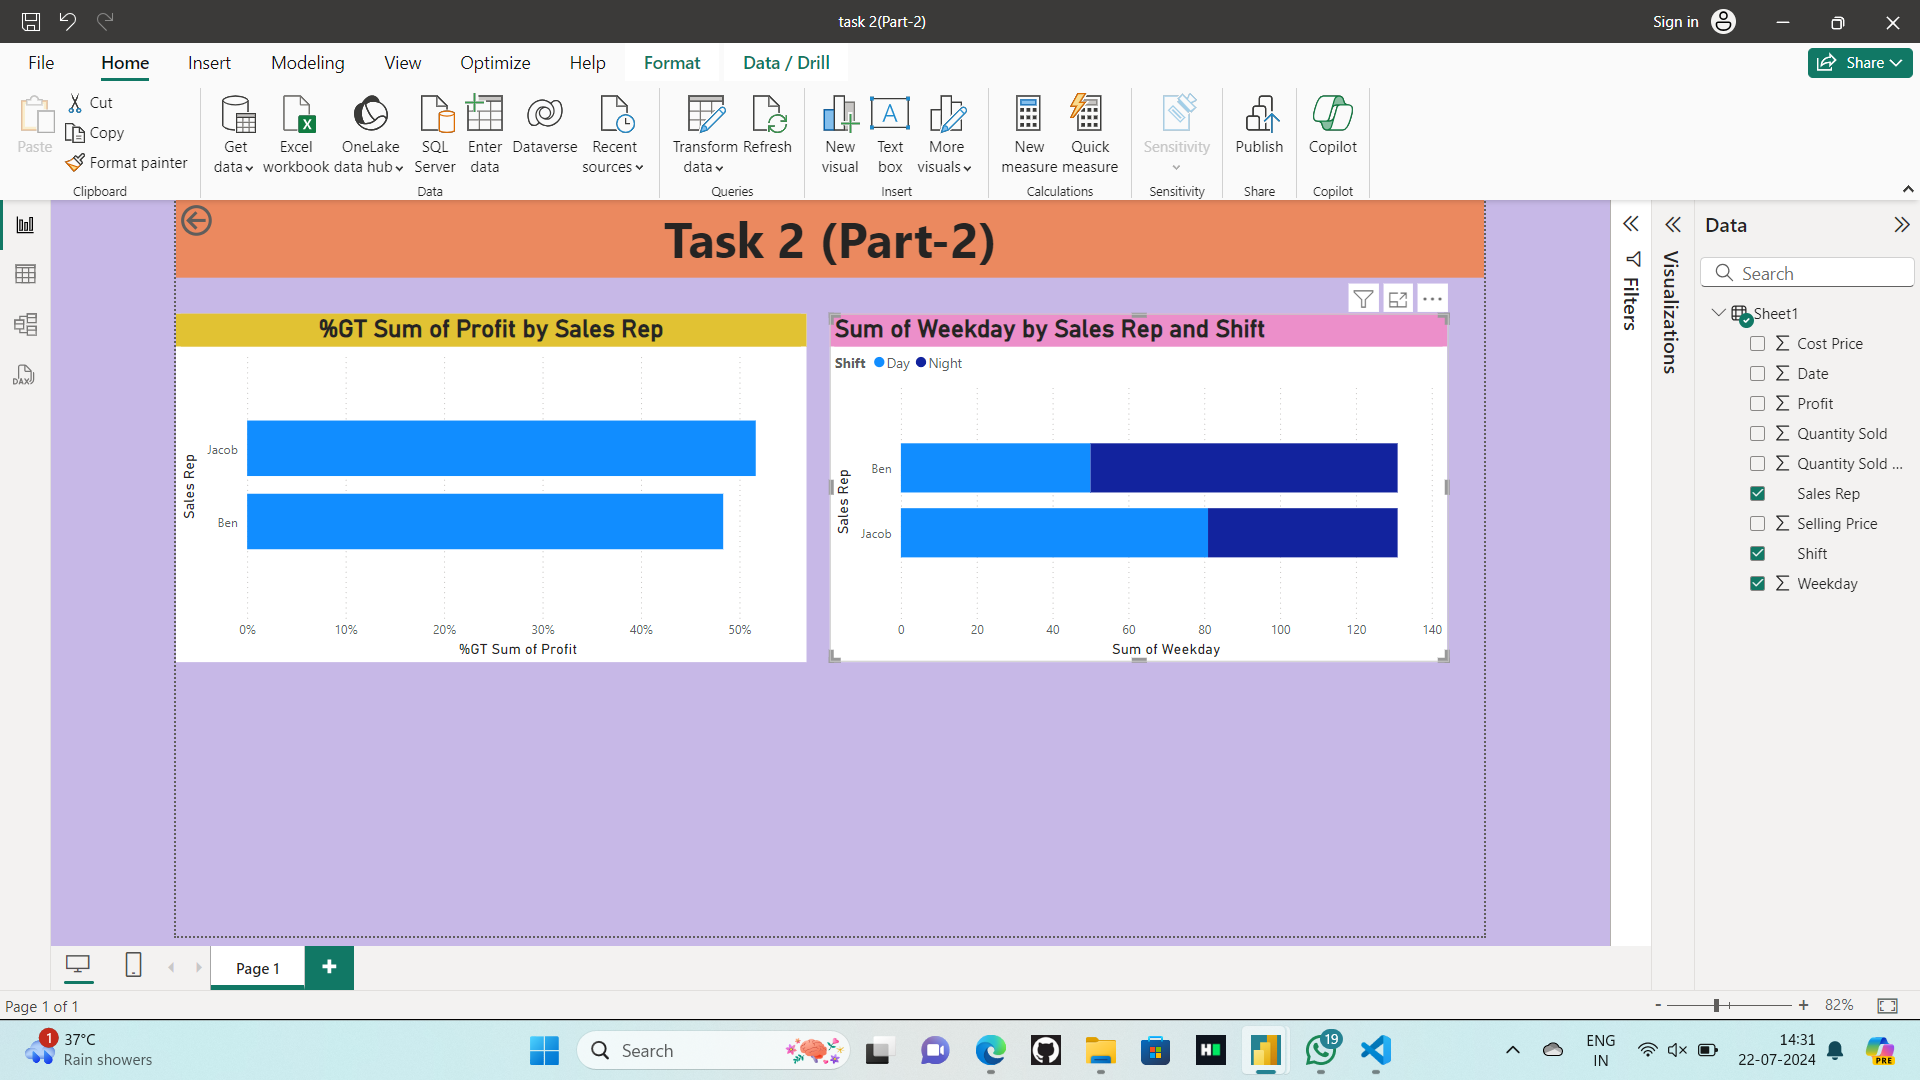 task 2(Part-2)
Sign in
File
Home
Insert
Modeling
View
Optimize
Help
Format
Data / Drill
Share
Paste
Cut
Copy
Format painter
Clipboard
Get
data
Excel
workbook
OneLake
data hub
SQL
Server
Enter
data
Dataverse
Recent
sources
Data
Transform
data
Refresh
Queries
New
visual
Text
box
More
visuals
Insert
New
measure
Quick
measure
Calculations
Sensitivity
Sensitivity
Publish
Share
Copilot
Copilot
Task 2 (Part-2)
%GT Sum of Profit by Sales Rep
Sales Rep
Jacob
Ben
0%
10%
20%
30%
40%
50%
%GT Sum of Profit
Sum of Weekday by Sales Rep and Shift
Shift
Day
Night
Sales Rep
Ben
Jacob
0
20
40
60
80
100
120
140
Sum of Weekday
Filters
Visualizations
Data
Search
Sheet1
Cost Price
Date
Profit
Quantity Sold
Quantity Sold ...
Sales Rep
Selling Price
Shift
Weekday
DAX
Page 1
Page 1 of 1
- + 82%
1
37°C
Rain showers
Search
19
ENG
IN
14:31
22-07-2024
PRE